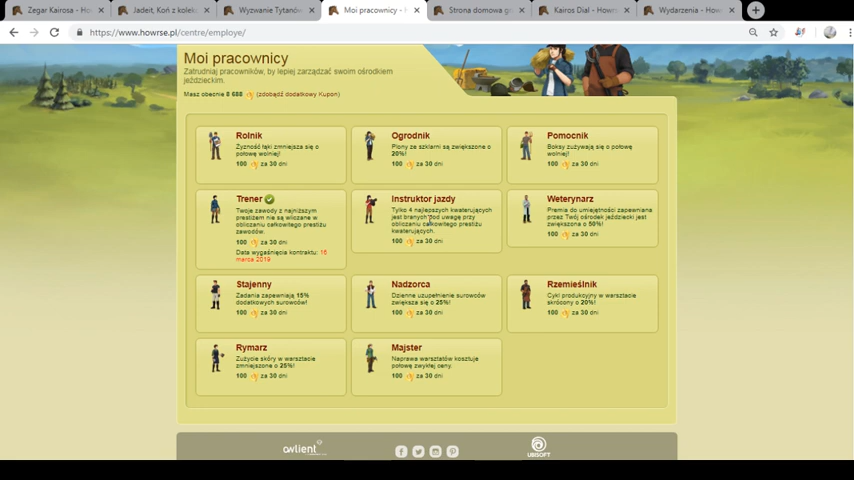 Zegar Kairosa - Ho
Jadeit, Koń z kolek
Wyzwanie Tytanów
Moi pracownicy - H
Strona domowa gr
Kairos Dial - Howr
Wydarzenia - How
https://www.howrse.pl/centre/employe/
Moi pracownicy
Zatrudniaj pracowników, by lepiej zarządzać swoim ośrodkiem
jeździeckim.
Masz obecnie 8 688 (zdobądź dodatkowy Kupon)
Rolnik
Żyzność łąki zmniejsza się o
połowę wolniej!
100 za 30 dni
Ogrodnik
Plony ze szklarni są zwiększone o
20%!
100 za 30 dni
Pomocnik
Boksy zużywają się o połowę
wolniej!
100 za 30 dni
Trener
Twoje zawody z najniższym
prestiżem nie są wliczane w
obliczaniu całkowitego prestiżu
zawodów.
100 za 30 dni
Data wygaśnięcia kontraktu: 16
marca 2019
Instruktor jazdy
Tylko 4 najlepszych kwaterujących
jest branych pod uwagę przy
obliczaniu całkowitego prestiżu
kwaterujących.
100 za 30 dni
Weterynarz
Premia do umiejętności zapewniana
przez Twój ośrodek jeździecki jest
zwiększona o 50%!
100 za 30 dni
Stajenny
Zadania zapewniają 15%
dodatkowych surowców!
100 za 30 dni
Nadzorca
Dzienne uzupełnienie surowców
zwiększa się o 25%!
100 za 30 dni
Rzemieślnik
Cykl produkcyjny w warsztacie
skrócony o 20%!
100 za 30 dni
Rymarz
Zużycie skóry w warsztacie
zmniejszone o 25%!
100 za 30 dni
Majster
Naprawa warsztatów kosztuje
połowę zwykłej ceny.
100 za 30 dni
owlient
UBISOFT